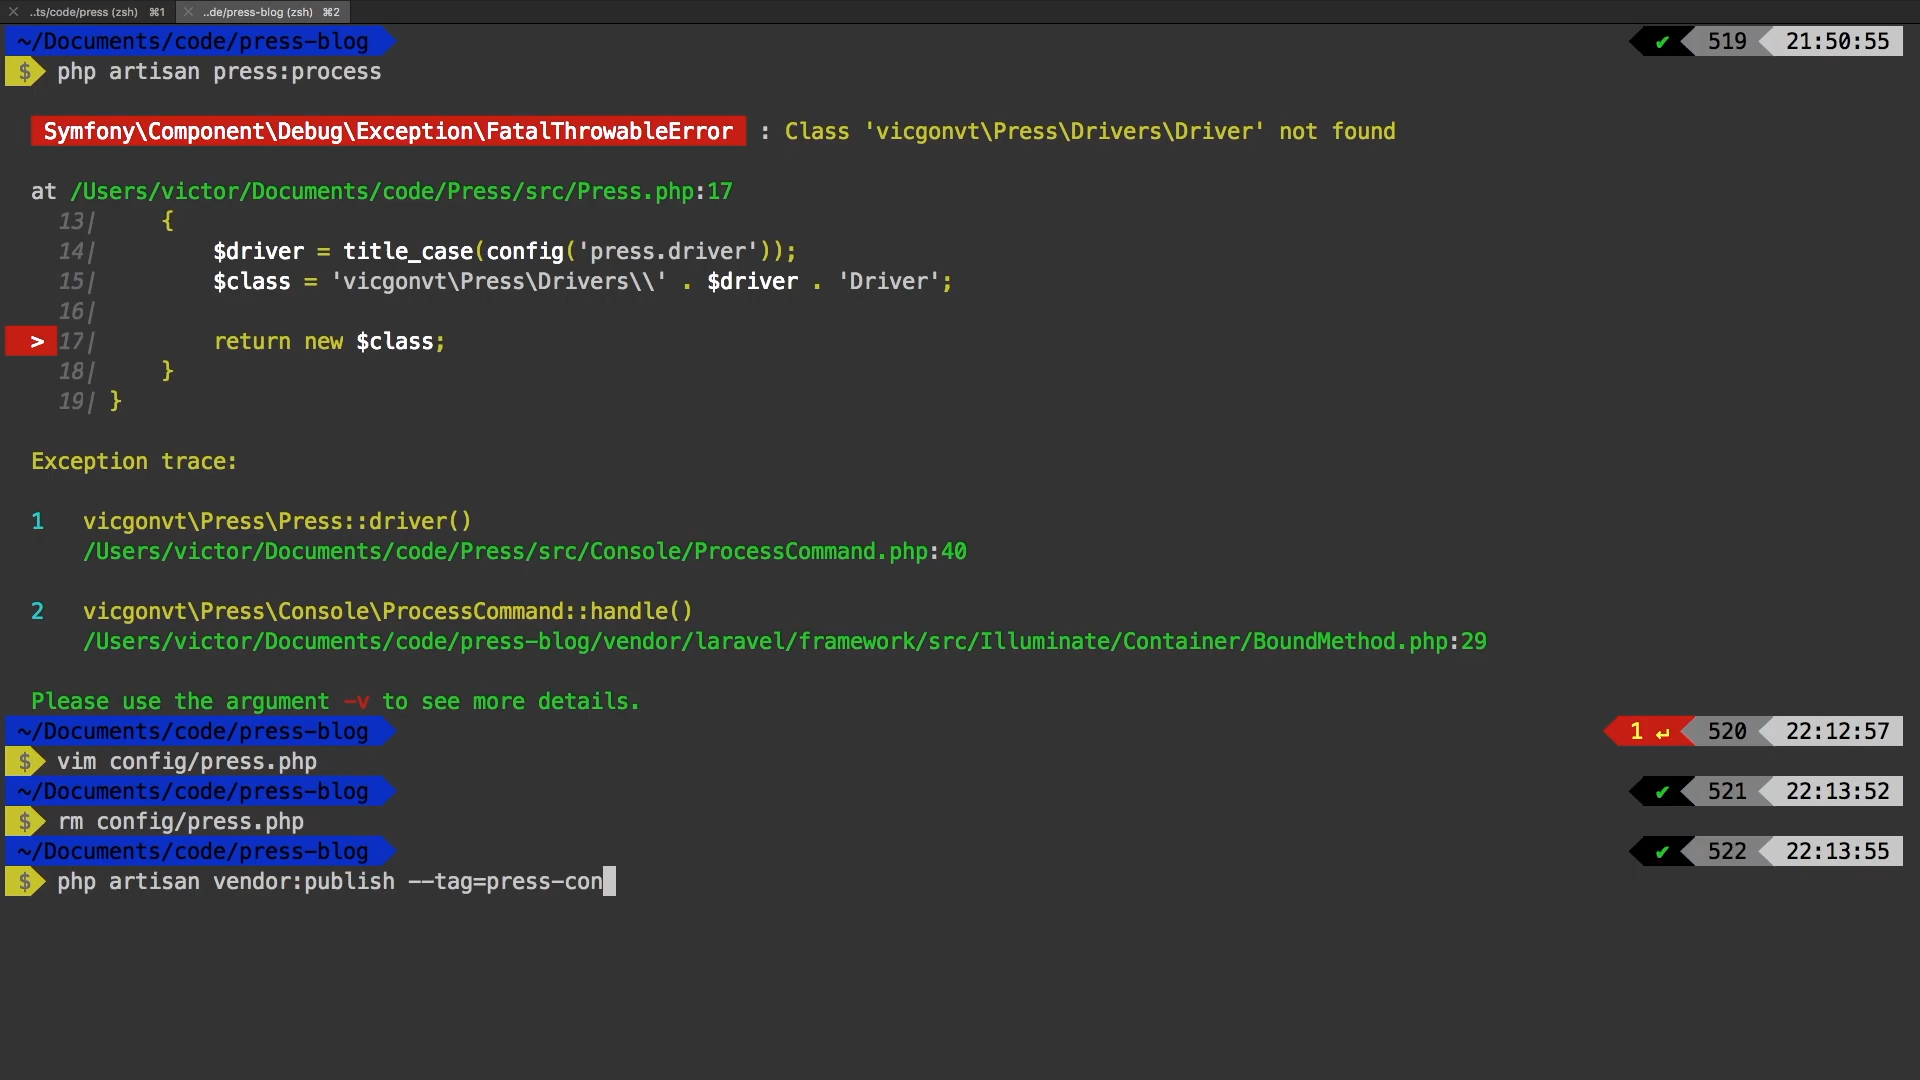 ..ts/code/press (zsh) ⌘1 ..de/press-blog (zsh) ⌘2
~/Documents/code/press-blog ✔ 519 21:50:55
$ php artisan press:process
Symfony\Component\Debug\Exception\FatalThrowableError : Class 'vicgonvt\Press\Drivers\Driver' not found
at /Users/victor/Documents/code/Press/src/Press.php:17
13| {
14| $driver = title_case(config('press.driver'));
15| $class = 'vicgonvt\Press\Drivers\\' . $driver . 'Driver';
16|
> 17| return new $class;
18| }
19| }
Exception trace:
1 vicgonvt\Press\Press::driver()
/Users/victor/Documents/code/Press/src/Console/ProcessCommand.php:40
2 vicgonvt\Press\Console\ProcessCommand::handle()
/Users/victor/Documents/code/press-blog/vendor/laravel/framework/src/Illuminate/Container/BoundMethod.php:29
Please use the argument -v to see more details.
~/Documents/code/press-blog 1 ↵ 520 22:12:57
$ vim config/press.php
~/Documents/code/press-blog ✔ 521 22:13:52
$ rm config/press.php
~/Documents/code/press-blog ✔ 522 22:13:55
$ php artisan vendor:publish --tag=press-con